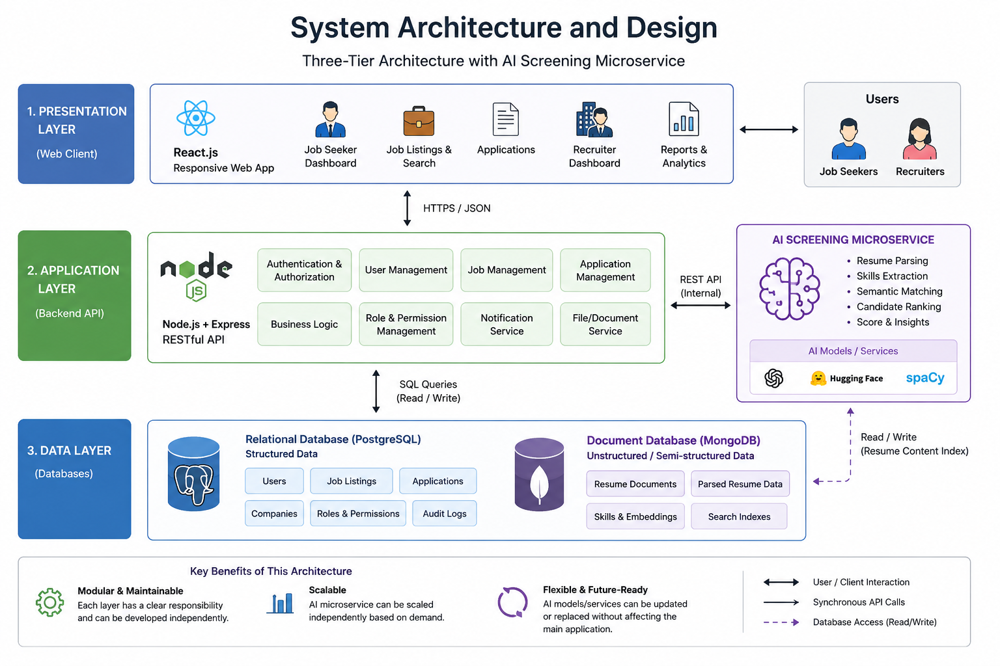 System Architecture and Design
Three-Tier Architecture with AI Screening Microservice
1. PRESENTATION
LAYER
(Web Client)
React.js
Responsive Web App
Job Seeker
Dashboard
Job Listings &
Search
Applications
Recruiter
Dashboard
Reports &
Analytics
Users
Job Seekers
Recruiters
HTTPS / JSON
2. APPLICATION
LAYER
(Backend API)
node
JS
Node.js + Express
RESTful API
Authentication &
Authorization
User Management
Job Management
Application
Management
Business Logic
Role & Permission
Management
Notification
Service
File/Document
Service
REST API
(Internal)
AI SCREENING MICROSERVICE
• Resume Parsing
• Skills Extraction
• Semantic Matching
• Candidate Ranking
• Score & Insights
AI Models / Services
Hugging Face
spaCy
SQL Queries
(Read / Write)
Read / Write
(Resume Content Index)
3. DATA LAYER
(Databases)
Relational Database (PostgreSQL)
Structured Data
Users
Job Listings
Applications
Companies
Roles & Permissions
Audit Logs
Document Database (MongoDB)
Unstructured / Semi-structured Data
Resume Documents
Parsed Resume Data
Skills & Embeddings
Search Indexes
Key Benefits of This Architecture
Modular & Maintainable
Each layer has a clear responsibility
and can be developed independently.
Scalable
AI microservice can be scaled
independently based on demand.
Flexible & Future-Ready
AI models/services can be updated
or replaced without affecting the
main application.
User / Client Interaction
Synchronous API Calls
Database Access (Read/Write)